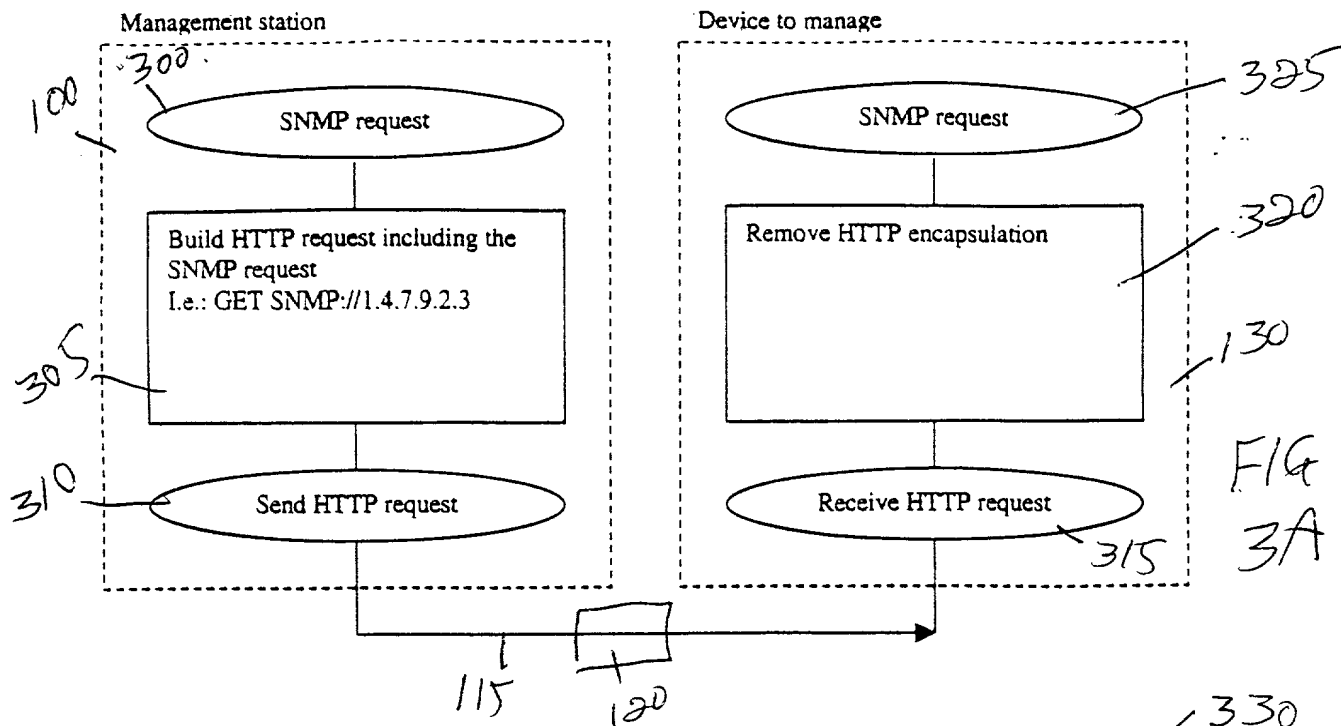 Management station
Device to manage
100
300
SNMP request
SNMP request
325
Build HTTP request including the
SNMP request
I.e.: GET SNMP://1.4.7.9.2.3
Remove HTTP encapsulation
320
305
130
310
Send HTTP request
Receive HTTP request
315
FIG
3A
115
120
330